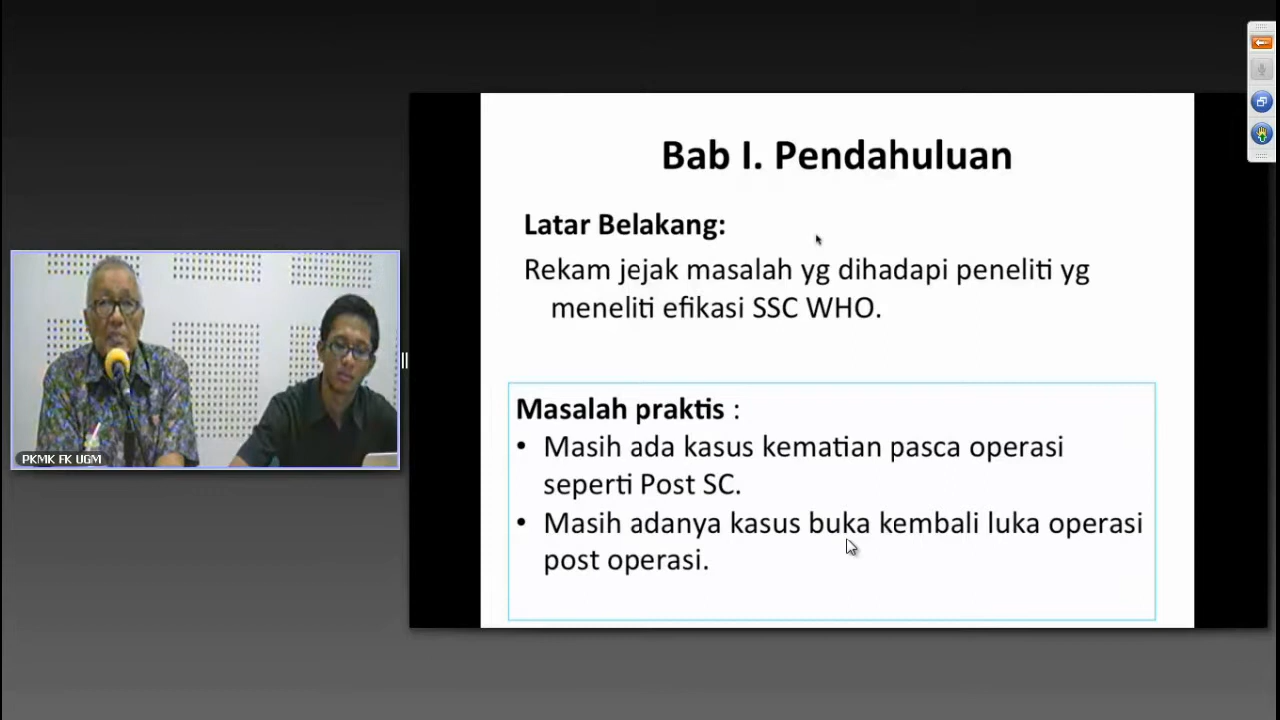 Bab I. Pendahuluan
Latar Belakang:
Rekam jejak masalah yg dihadapi peneliti yg
meneliti efikasi SSC WHO.
Masalah praktis :
• Masih ada kasus kematian pasca operasi
seperti Post SC.
• Masih adanya kasus buka kembali luka operasi
post operasi.
PKMK FK UGM